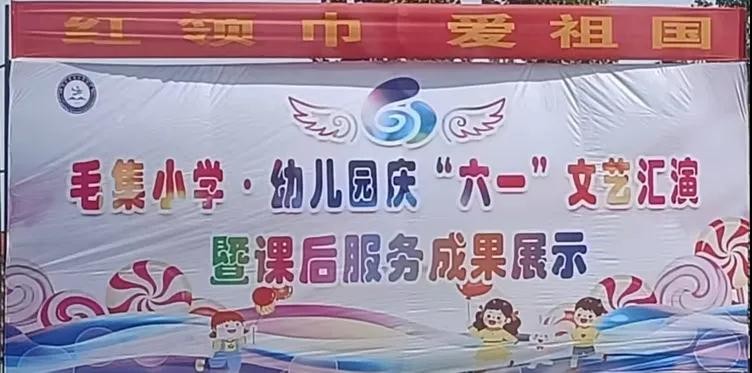 红领巾 爱祖国
毛集小学·幼儿园庆“六一”文艺汇演
暨课后服务成果展示